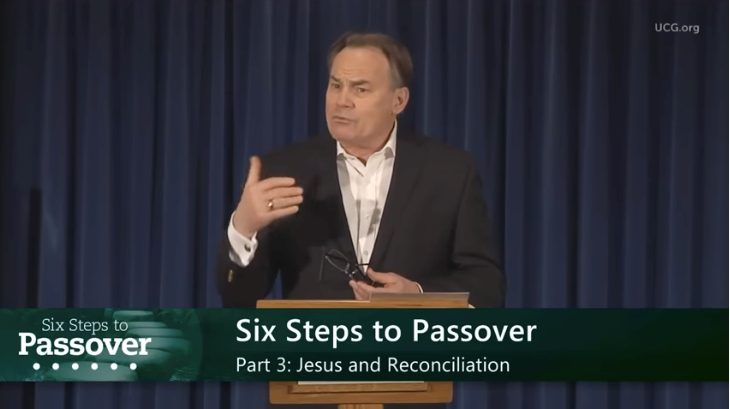 UCG.org
Six Steps to
Passover
Six Steps to Passover
Part 3: Jesus and Reconciliation